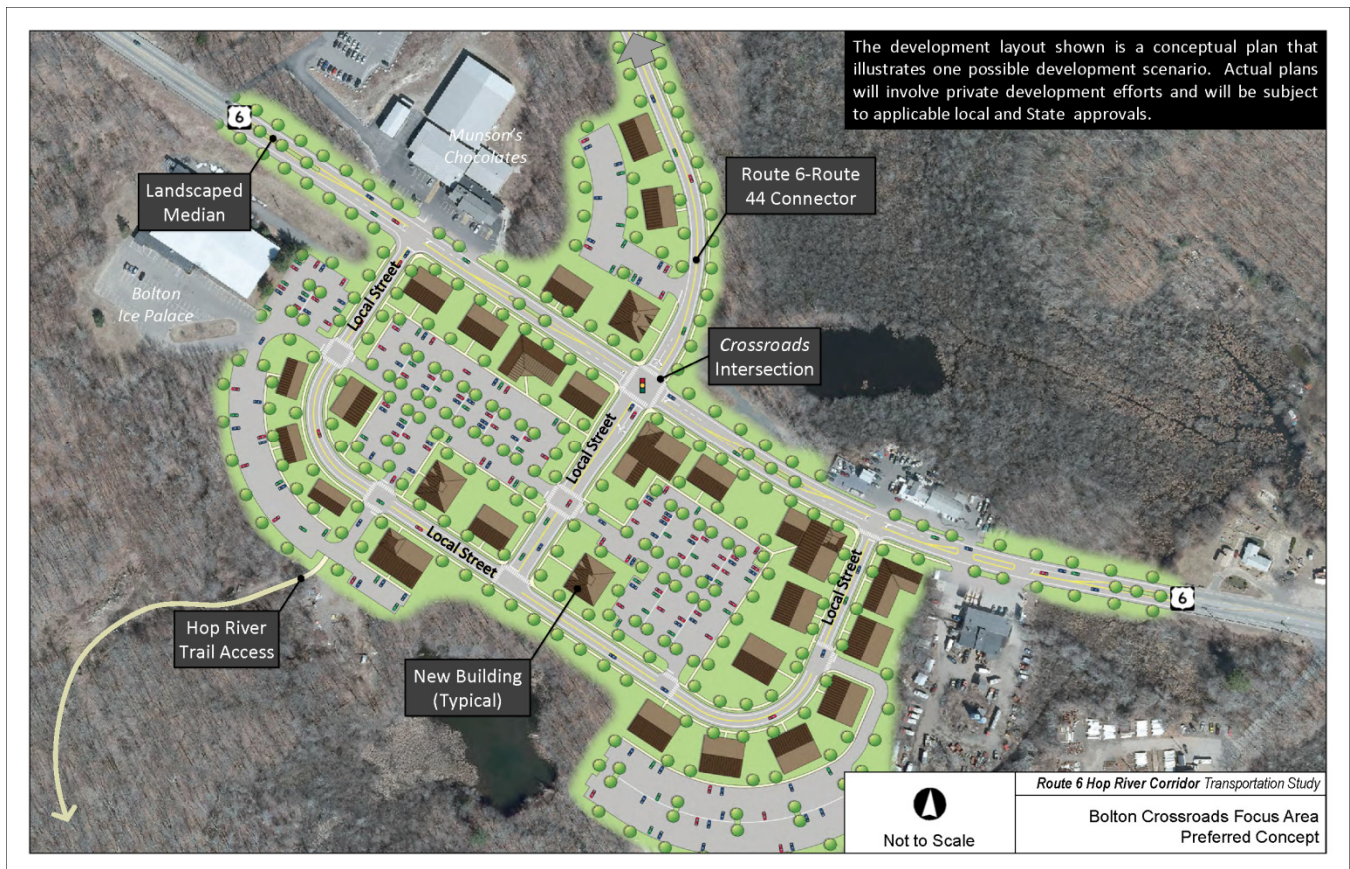 The development layout shown is a conceptual plan that
illustrates one possible development scenario. Actual plans
will involve private development efforts and will be subject
to applicable local and State approvals.
6
Munson's
Chocolates
Landscaped
Median
Route 6-Route
44 Connector
Bolton
Ice Palace
Local Street
Crossroads
Intersection
Local Street
Local Street
Local Street
6
Hop River
Trail Access
New Building
(Typical)
Not to Scale
Route 6 Hop River Corridor Transportation Study
Bolton Crossroads Focus Area
Preferred Concept